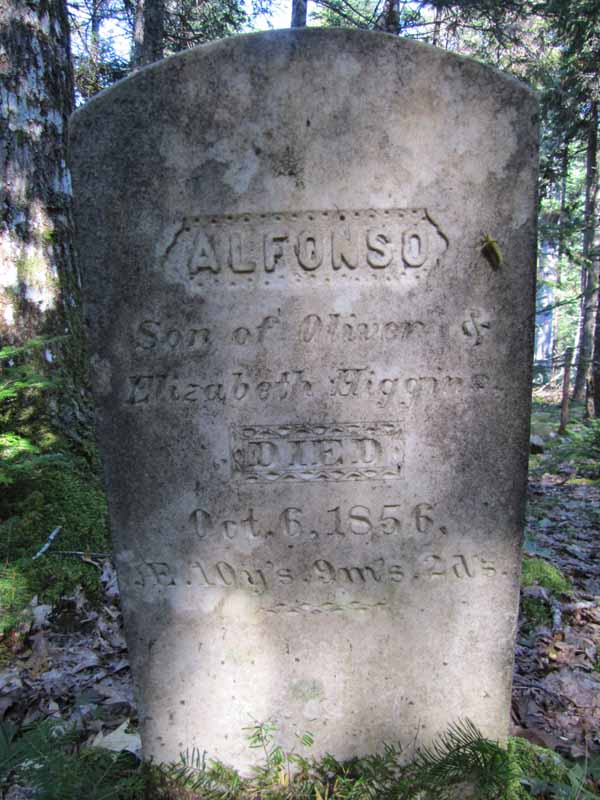 ALFONSO
Son of Oliver &
Elizabeth Higgins.
DIED
Oct. 6, 1856,
Æ 10y's. 9m's. 2d's.